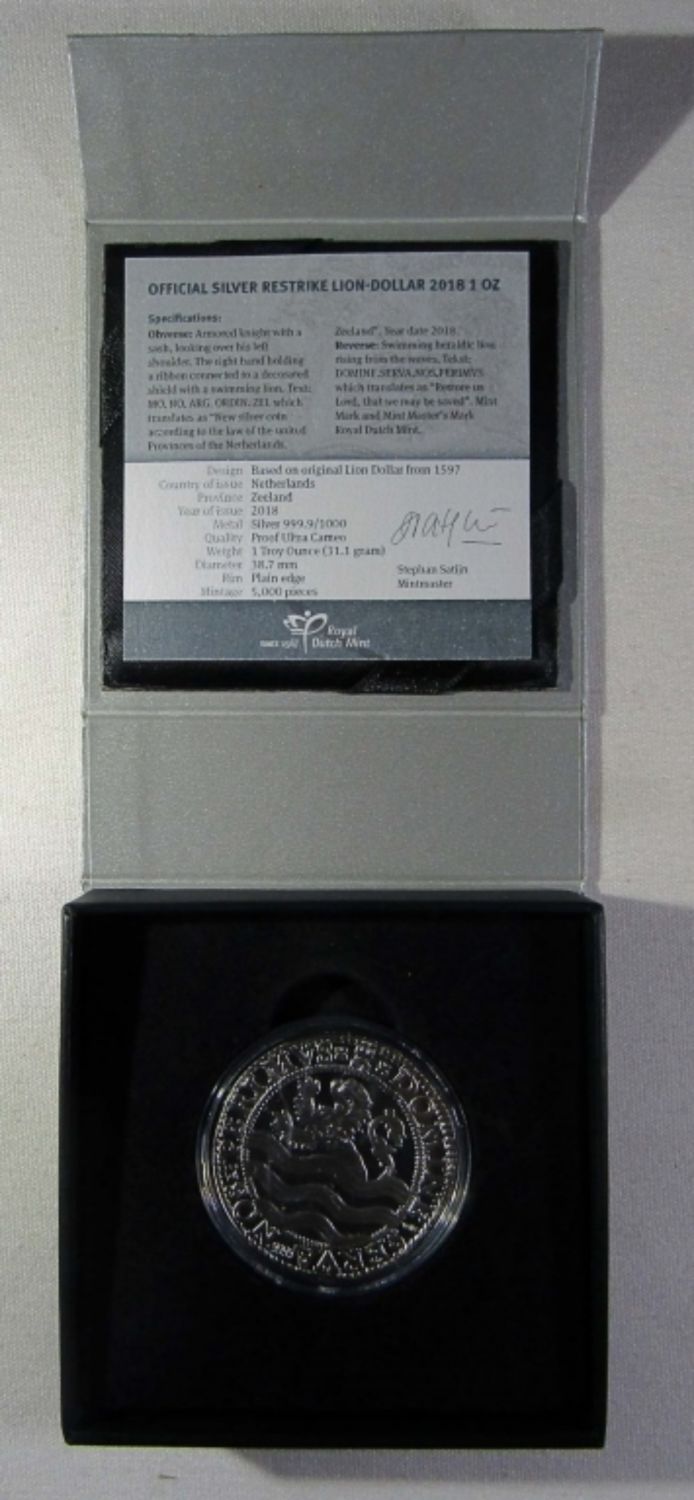 OFFICIAL SILVER RESTRIKE LION-DOLLAR 2018 1 OZ
Specifications:
Obverse: Armored knight with a
sash, looking over his left
shoulder. The right hand holding
a ribbon connected to a decorated
shield with a swimming lion. Text:
MO. NO. ARG. ORDIN. ZEL which
translates as "New silver coin
according to the law of the united
Provinces of the Netherlands.
Zeeland". Year date 2018.
Reverse: Swimming heraldic lion
rising from the waves. Tekst:
DOMINE.SERVA.NOS.PERIMVS
which translates as "Restore us
Lord, that we may be saved". Mint
Mark and Mint Master's Mark
Royal Dutch Mint.
Design Based on original Lion Dollar from 1597
Country of issue Netherlands
Province Zeeland
Year of issue 2018
Metal Silver 999.9/1000
Quality Proof Ultra Cameo
Weight 1 Troy Ounce (31.1 gram)
Diameter 38.7 mm
Rim Plain edge
Mintage 5,000 pieces
Stephan Satijn
Mintmaster
SINCE 1567 Royal
Dutch Mint